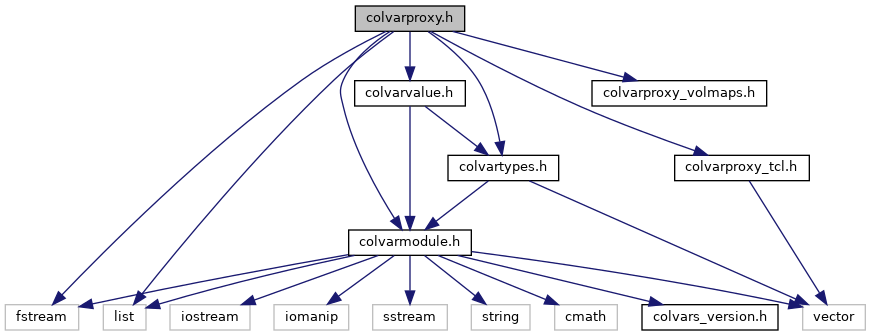 colvarproxy.h
colvarvalue.h
colvarproxy_volmaps.h
colvartypes.h
colvarproxy_tcl.h
colvarmodule.h
fstream
list
iostream
iomanip
sstream
string
cmath
colvars_version.h
vector